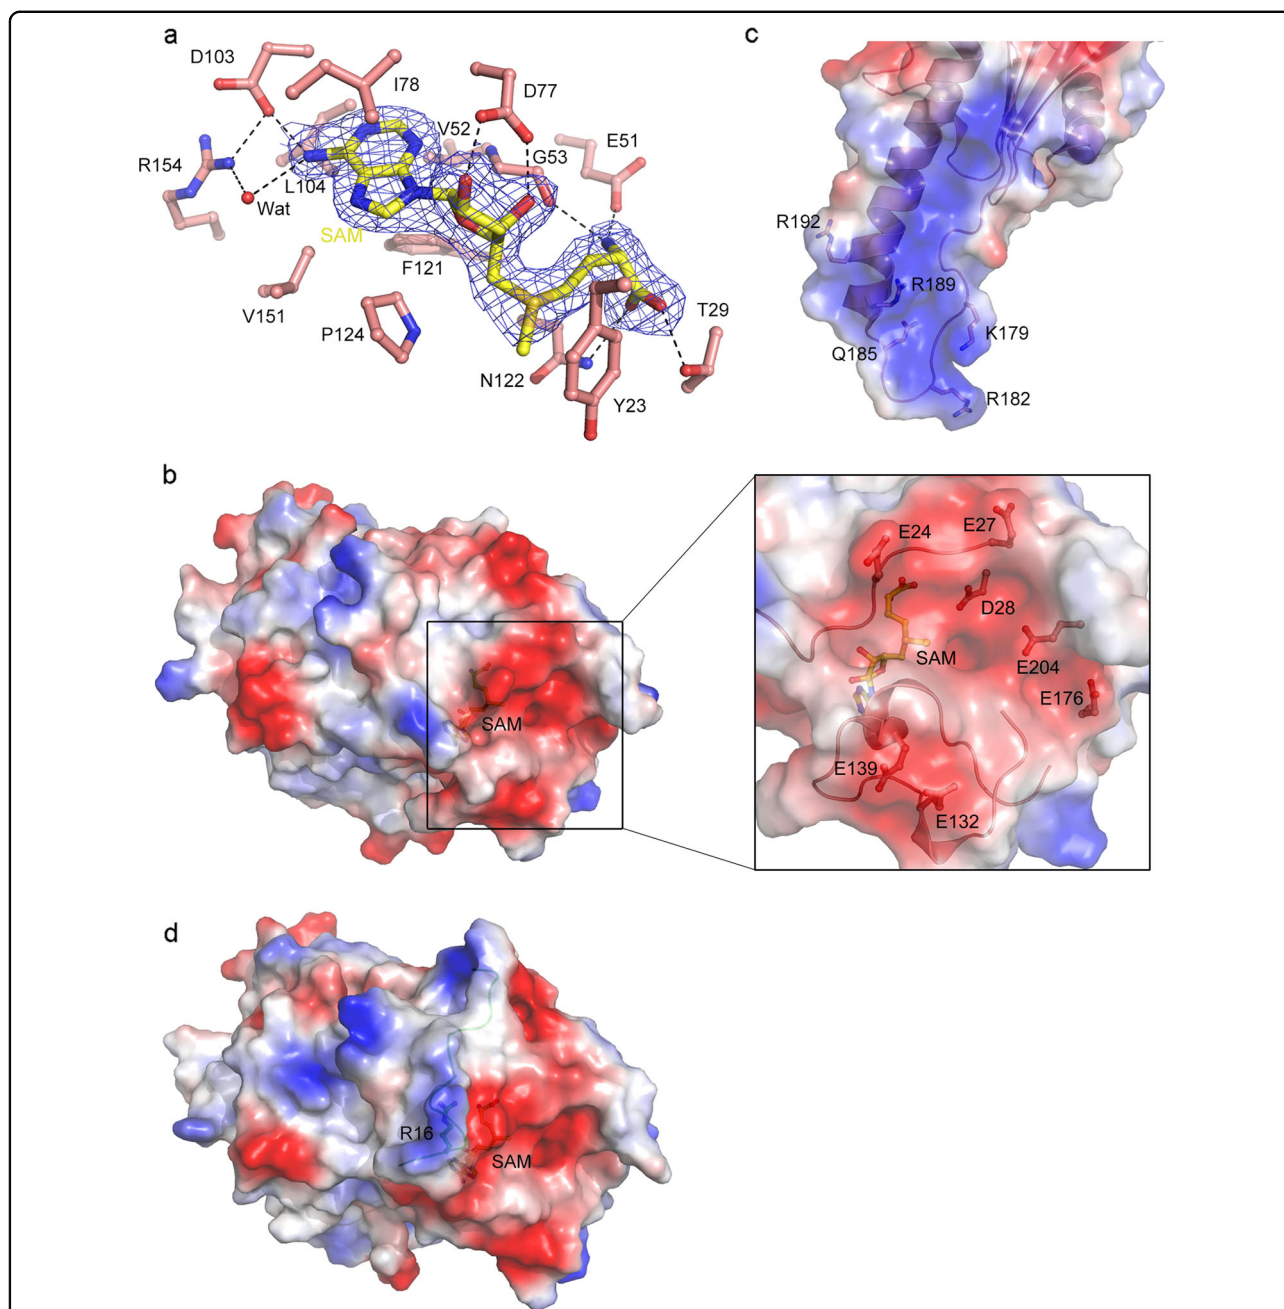 a
D103
I78
D77
V52
E51
G53
R154
L104
Wat
SAM
F121
V151
P124
T29
N122
Y23
c
R192
R189
Q185
K179
R182
b
SAM
E24
E27
D28
SAM
E204
E176
E139
E132
d
R16
SAM